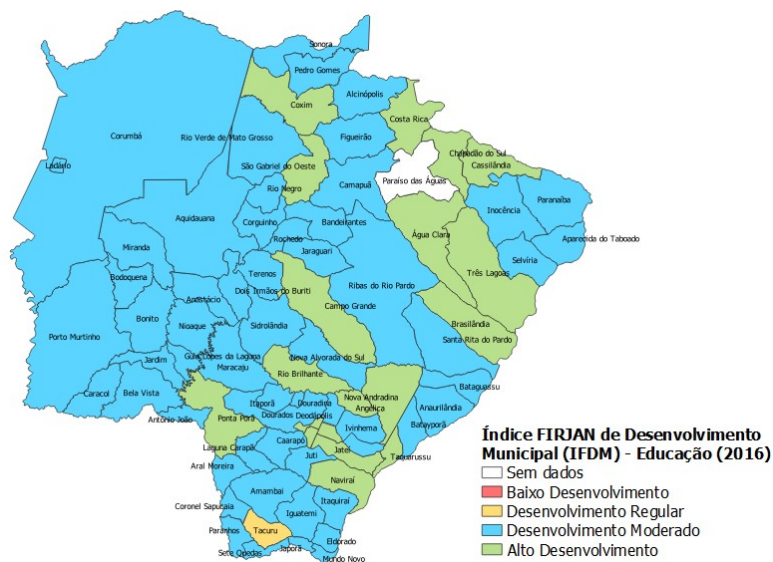 Sonora
Pedro Gomes
Alcinópolis
Coxim
Costa Rica
Corumbá
Rio Verde de Mato Grosso
Figueirão
Chapadão do Sul
Cassilândia
Ladário
São Gabriel do Oeste
Paraíso das Águas
Rio Negro
Camapuã
Paranaíba
Inocência
Aquidauana
Corguinho
Bandeirantes
Rochedo
Água Clara
Aparecida do Taboado
Miranda
Jaraguari
Selvíria
Bodoquena
Terenos
Três Lagoas
Dois Irmãos do Buriti
Ribas do Rio Pardo
Anastácio
Campo Grande
Porto Murtinho
Bonito
Nioaque
Sidrolândia
Brasilândia
Santa Rita do Pardo
Jardim
Guia Lopes da Laguna
Nova Alvorada do Sul
Maracaju
Rio Brilhante
Bataguassu
Caracol
Bela Vista
Nova Andradina
Itaporã
Douradina
Angélica
Anaurilândia
Antônio João
Ponta Porã
Dourados
Deodápolis
Ivinhema
Batayporã
Laguna Carapã
Caarapó
Jateí
Juti
Taquarussu
Aral Moreira
Naviraí
Amambai
Itaquiraí
Coronel Sapucaia
Iguatemi
Paranhos
Tacuru
Eldorado
Sete Quedas
Japorã
Mundo Novo
Índice FIRJAN de Desenvolvimento
Municipal (IFDM) - Educação (2016)
Sem dados
Baixo Desenvolvimento
Desenvolvimento Regular
Desenvolvimento Moderado
Alto Desenvolvimento